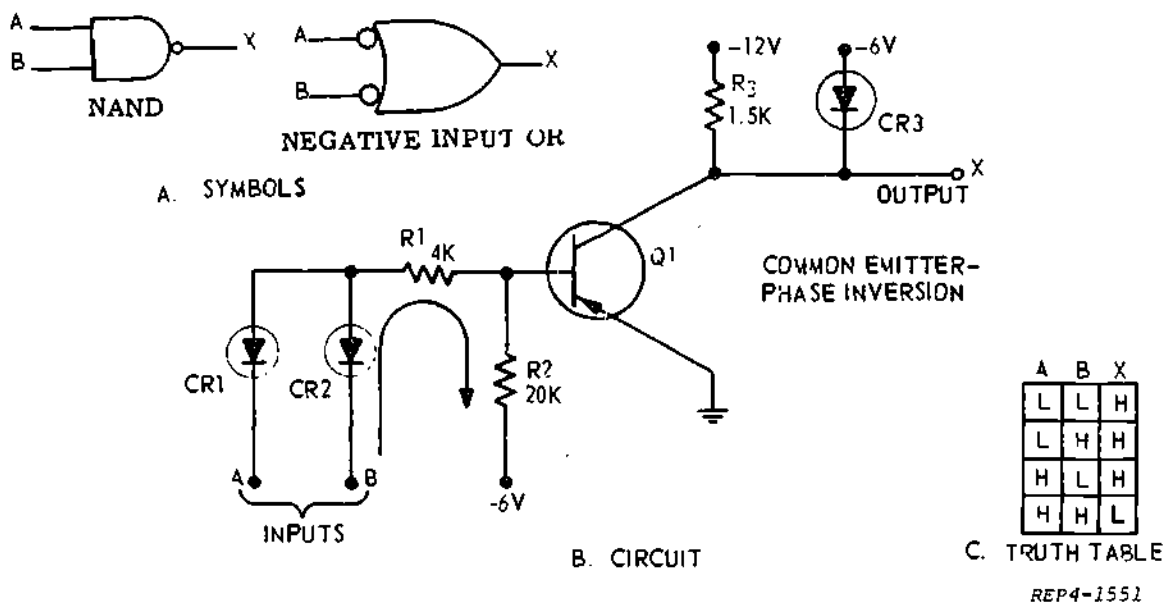 A
B
X
NAND
A
B
X
NEGATIVE INPUT OR
A. SYMBOLS
-12V
R3
1.5K
-6V
CR3
X
OUTPUT
R1
4K
Q1
COMMON EMITTER-
PHASE INVERSION
CR1
CR2
R2
20K
A
B
-6V
INPUTS
B. CIRCUIT
A B X
L L H
L H H
H L H
H H L
C. TRUTH TABLE
REP4-1551